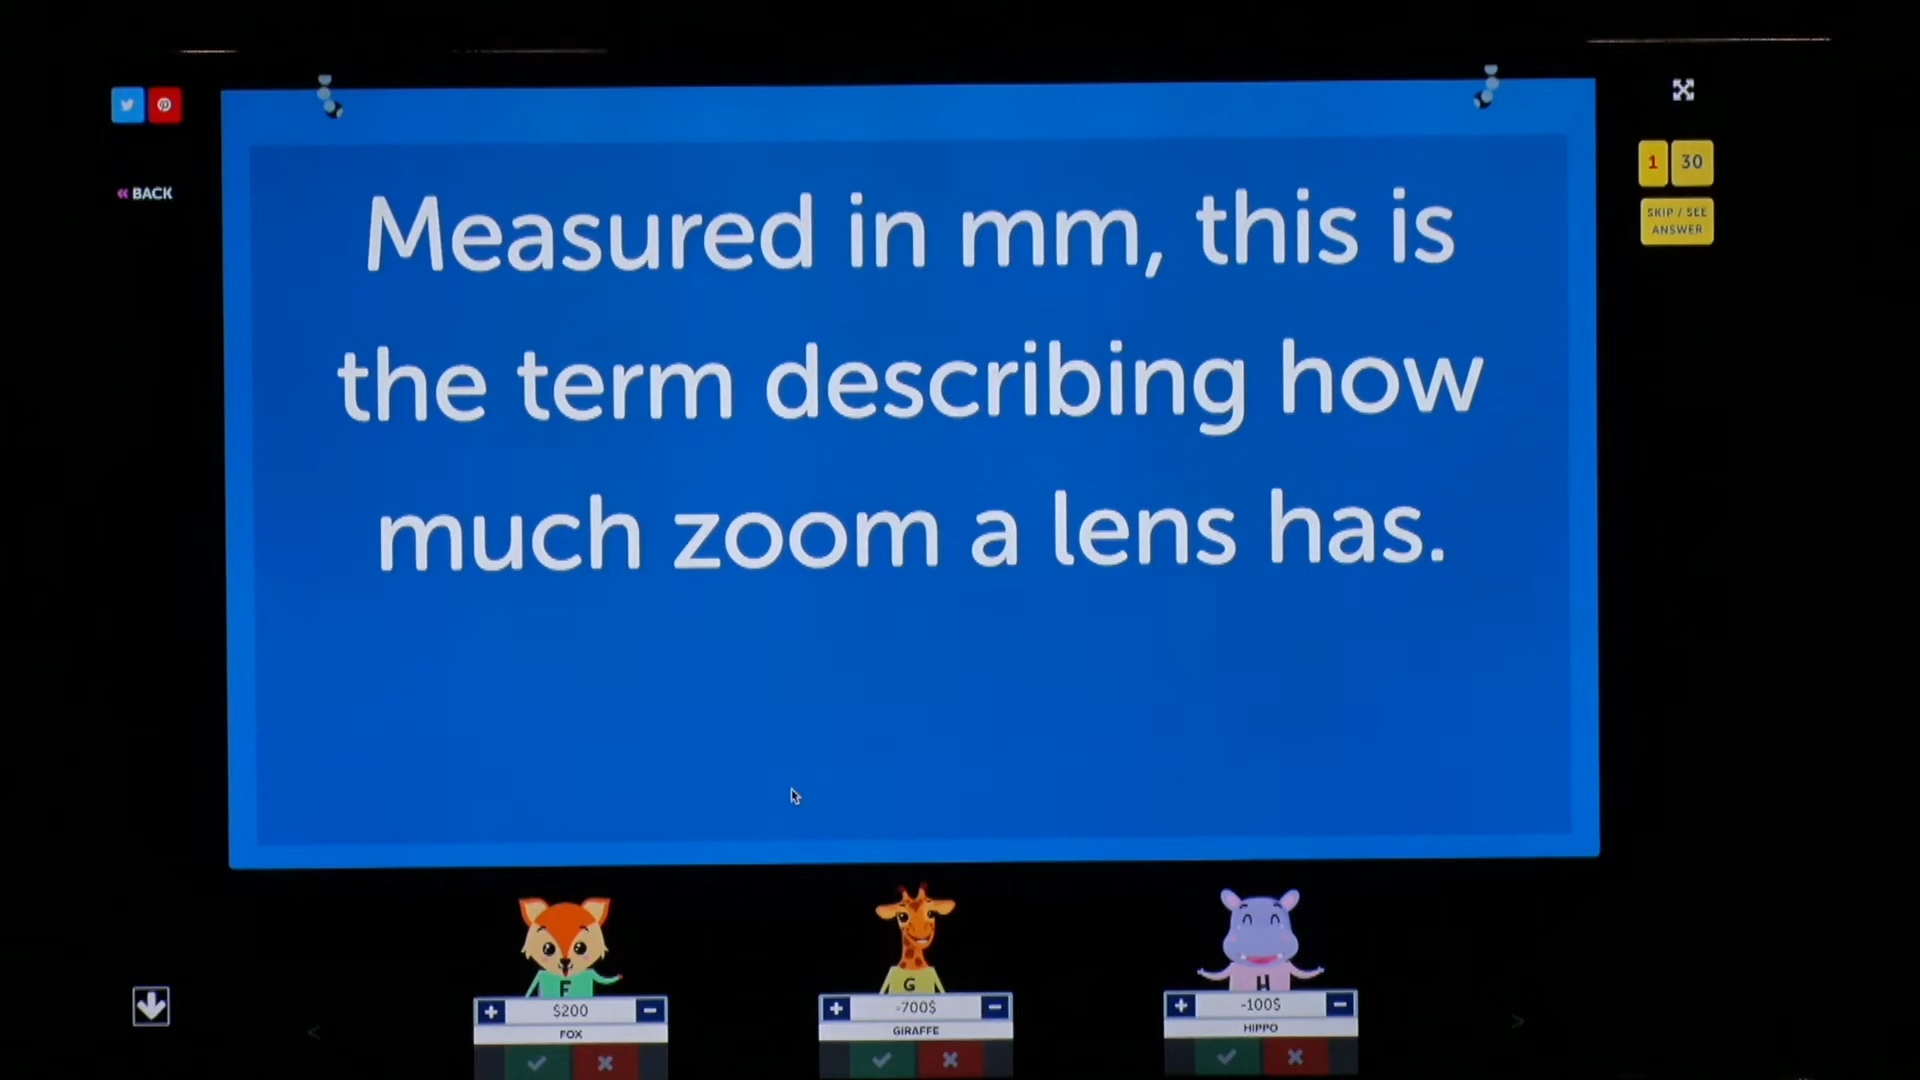 « BACK
1 30
SKIP / SEE
ANSWER
Measured in mm, this is
the term describing how
much zoom a lens has.
F
G
H
+ $200 -
FOX
+ -700$ -
GIRAFFE
+ -100$ -
HIPPO
< >